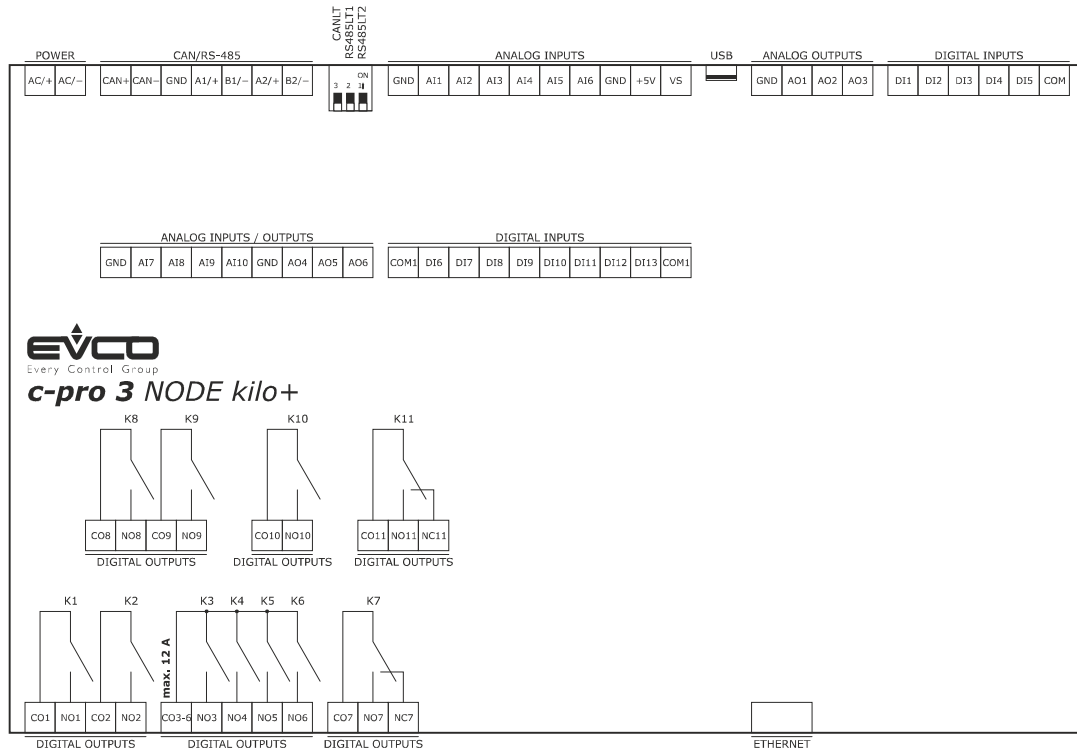 CANLT
RS485LT1
RS485LT2
POWER CAN/RS-485 ANALOG INPUTS USB ANALOG OUTPUTS DIGITAL INPUTS
AC/+ AC/- CAN+ CAN- GND A1/+ B1/- A2/+ B2/- ON GND AI1 AI2 AI3 AI4 AI5 AI6 GND +5V VS GND AO1 AO2 AO3 DI1 DI2 DI3 DI4 DI5 COM
3 2 1
ANALOG INPUTS / OUTPUTS DIGITAL INPUTS
GND AI7 AI8 AI9 AI10 GND AO4 AO5 AO6 COM1 DI6 DI7 DI8 DI9 DI10 DI11 DI12 DI13 COM1
EVCO
Every Control Group
c-pro 3 NODE kilo+
K8 K9 K10 K11
CO8 NO8 CO9 NO9 CO10 NO10 CO11 NO11 NC11
DIGITAL OUTPUTS DIGITAL OUTPUTS DIGITAL OUTPUTS
K1 K2 K3 K4 K5 K6 K7
max. 12 A
CO1 NO1 CO2 NO2 CO3-6 NO3 NO4 NO5 NO6 CO7 NO7 NC7
DIGITAL OUTPUTS DIGITAL OUTPUTS DIGITAL OUTPUTS ETHERNET